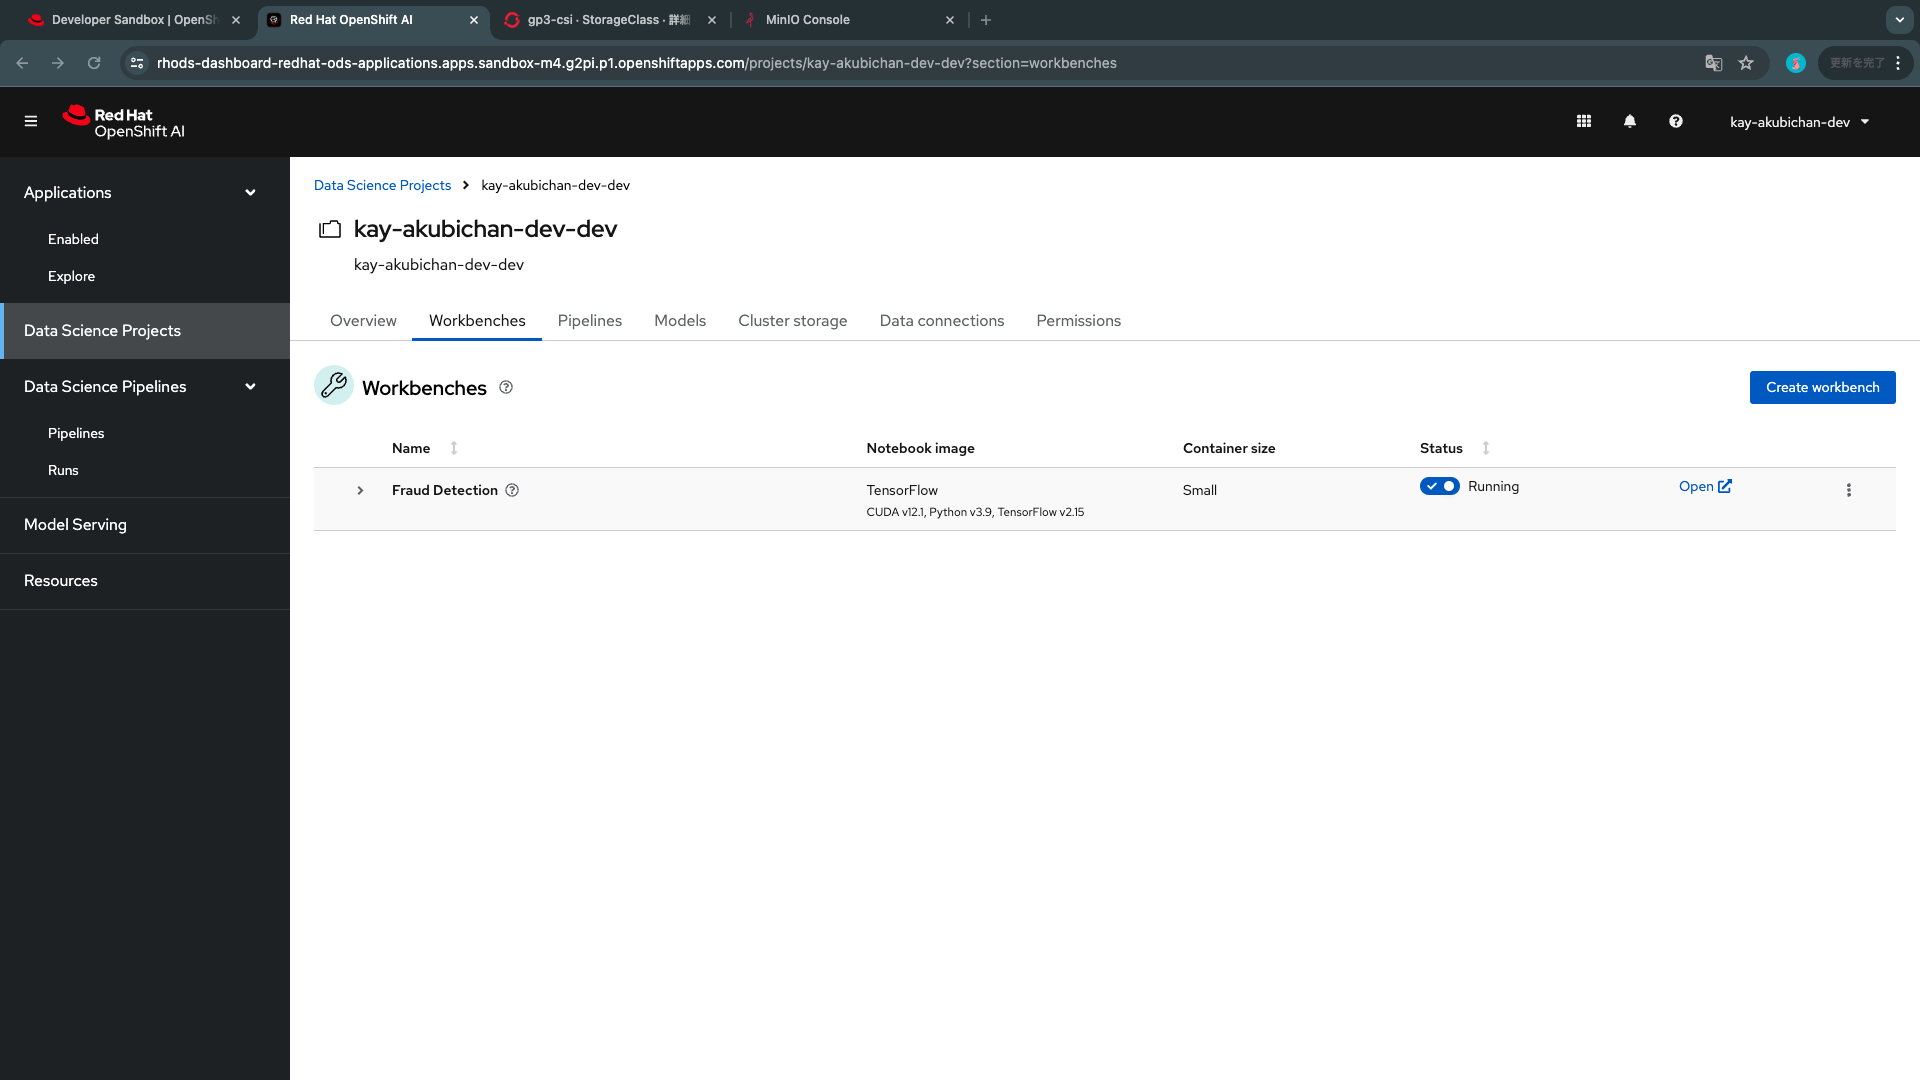 Developer Sandbox | OpenSh
Red Hat OpenShift AI
gp3-csi · StorageClass · 詳細
MinIO Console
rhods-dashboard-redhat-ods-applications.apps.sandbox-m4.g2pi.p1.openshiftapps.com/projects/kay-akubichan-dev-dev?section=workbenches
更新を完了
Red Hat
OpenShift AI
kay-akubichan-dev
Applications
Enabled
Explore
Data Science Projects
Data Science Pipelines
Pipelines
Runs
Model Serving
Resources
Data Science Projects > kay-akubichan-dev-dev
kay-akubichan-dev-dev
kay-akubichan-dev-dev
Overview Workbenches Pipelines Models Cluster storage Data connections Permissions
Workbenches
Create workbench
Name Notebook image Container size Status
Fraud Detection TensorFlow Small Running Open
CUDA v12.1, Python v3.9, TensorFlow v2.15